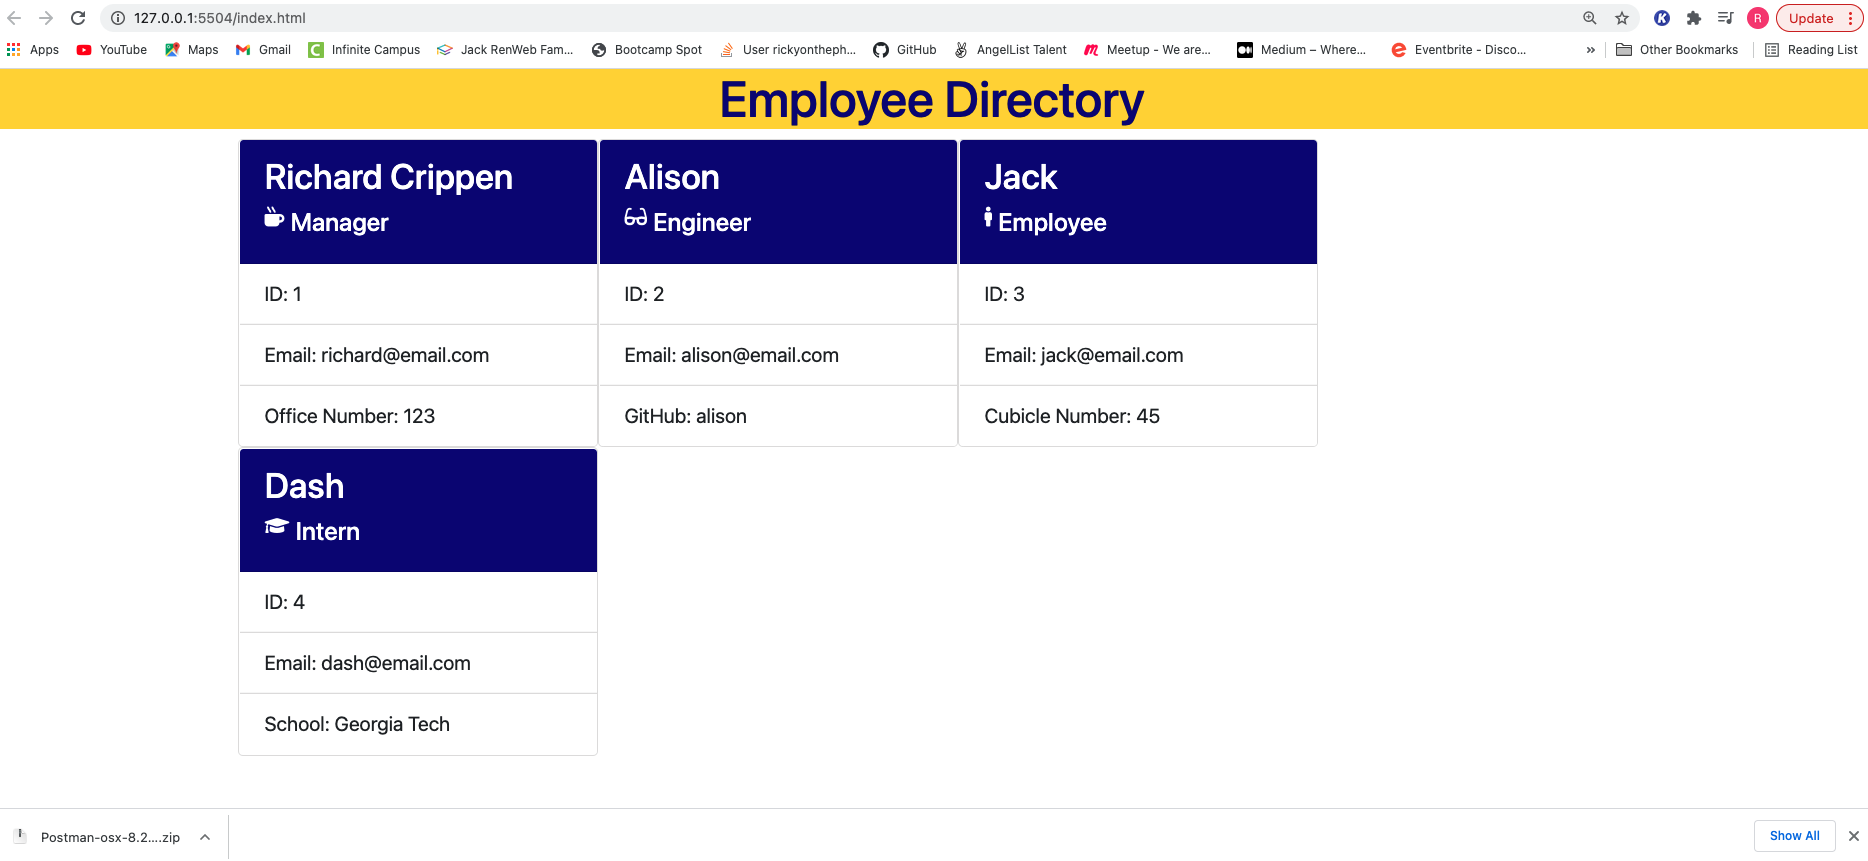 127.0.0.1:5504/index.html
R
Update
Apps
YouTube
Maps
Gmail
Infinite Campus
Jack RenWeb Fam...
Bootcamp Spot
User rickyontheph...
GitHub
AngelList Talent
Meetup - We are...
Medium – Where...
Eventbrite - Disco...
»
Other Bookmarks
Reading List
Employee Directory
Richard Crippen
Manager
ID: 1
Email: richard@email.com
Office Number: 123
Alison
Engineer
ID: 2
Email: alison@email.com
GitHub: alison
Jack
Employee
ID: 3
Email: jack@email.com
Cubicle Number: 45
Dash
Intern
ID: 4
Email: dash@email.com
School: Georgia Tech
Postman-osx-8.2....zip
Show All